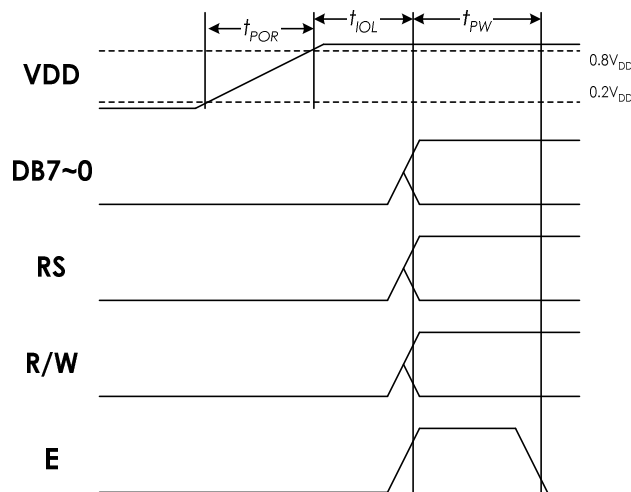 tPOR tIOL tPW
VDD
0.8VDD
0.2VDD
DB7~0
RS
R/W
E